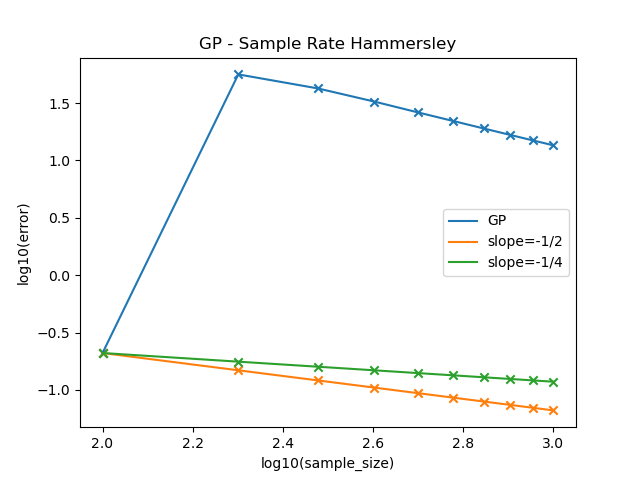 GP - Sample Rate Hammersley
log10(error)
1.5
1.0
0.5
0.0
−0.5
−1.0
GP
slope=-1/2
slope=-1/4
2.0 2.2 2.4 2.6 2.8 3.0
log10(sample_size)